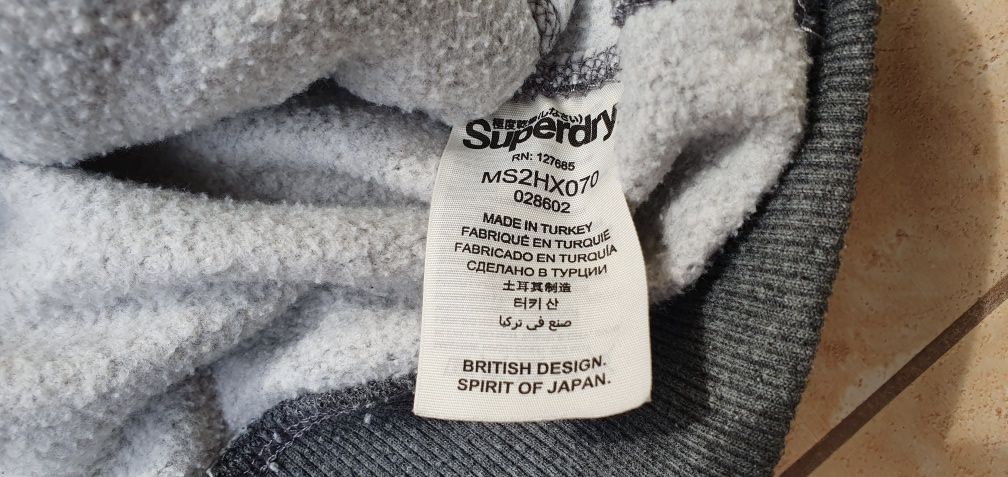 極度乾燥(しなさい)
Superdry
RN: 127685
MS2HX070
028602
MADE IN TURKEY
FABRIQUÉ EN TURQUIE
FABRICADO EN TURQUÍA
СДЕЛАНО В ТУРЦИИ
土耳其制造
터키 산
صنع في تركيا
BRITISH DESIGN.
SPIRIT OF JAPAN.